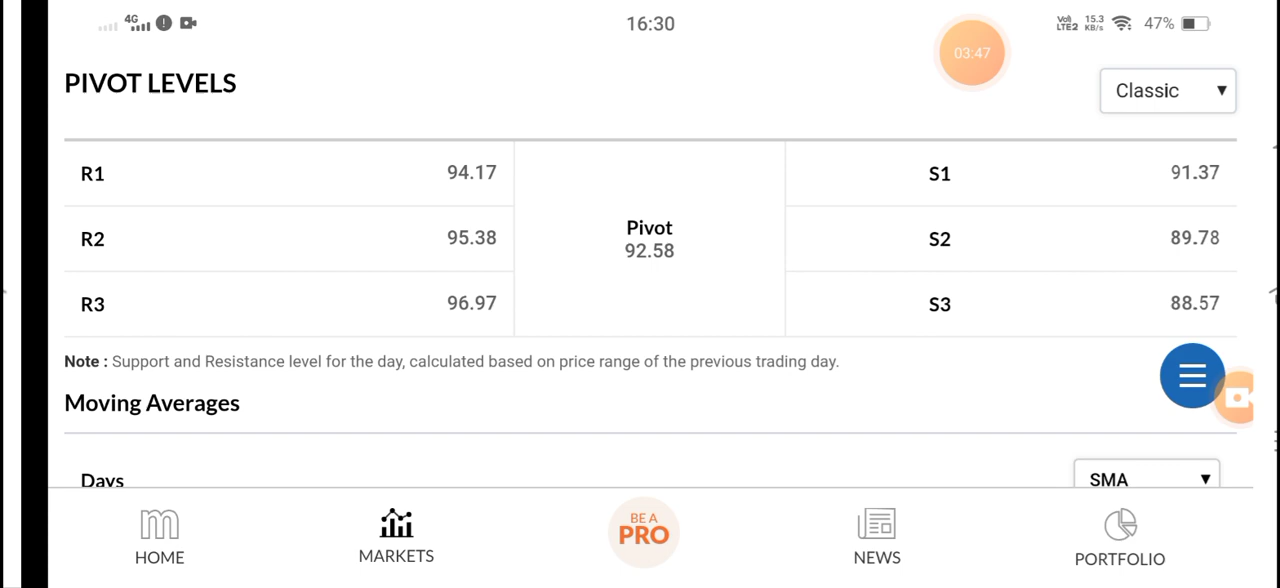 4G
16:30
03:47
Vo)) LTE2
15.3 KB/s
47%
PIVOT LEVELS
Classic
R1 94.17
Pivot
92.58
S1 91.37
R2 95.38
S2 89.78
R3 96.97
S3 88.57
Note : Support and Resistance level for the day, calculated based on price range of the previous trading day.
Moving Averages
Days
SMA
m
HOME
MARKETS
BE A
PRO
NEWS
PORTFOLIO